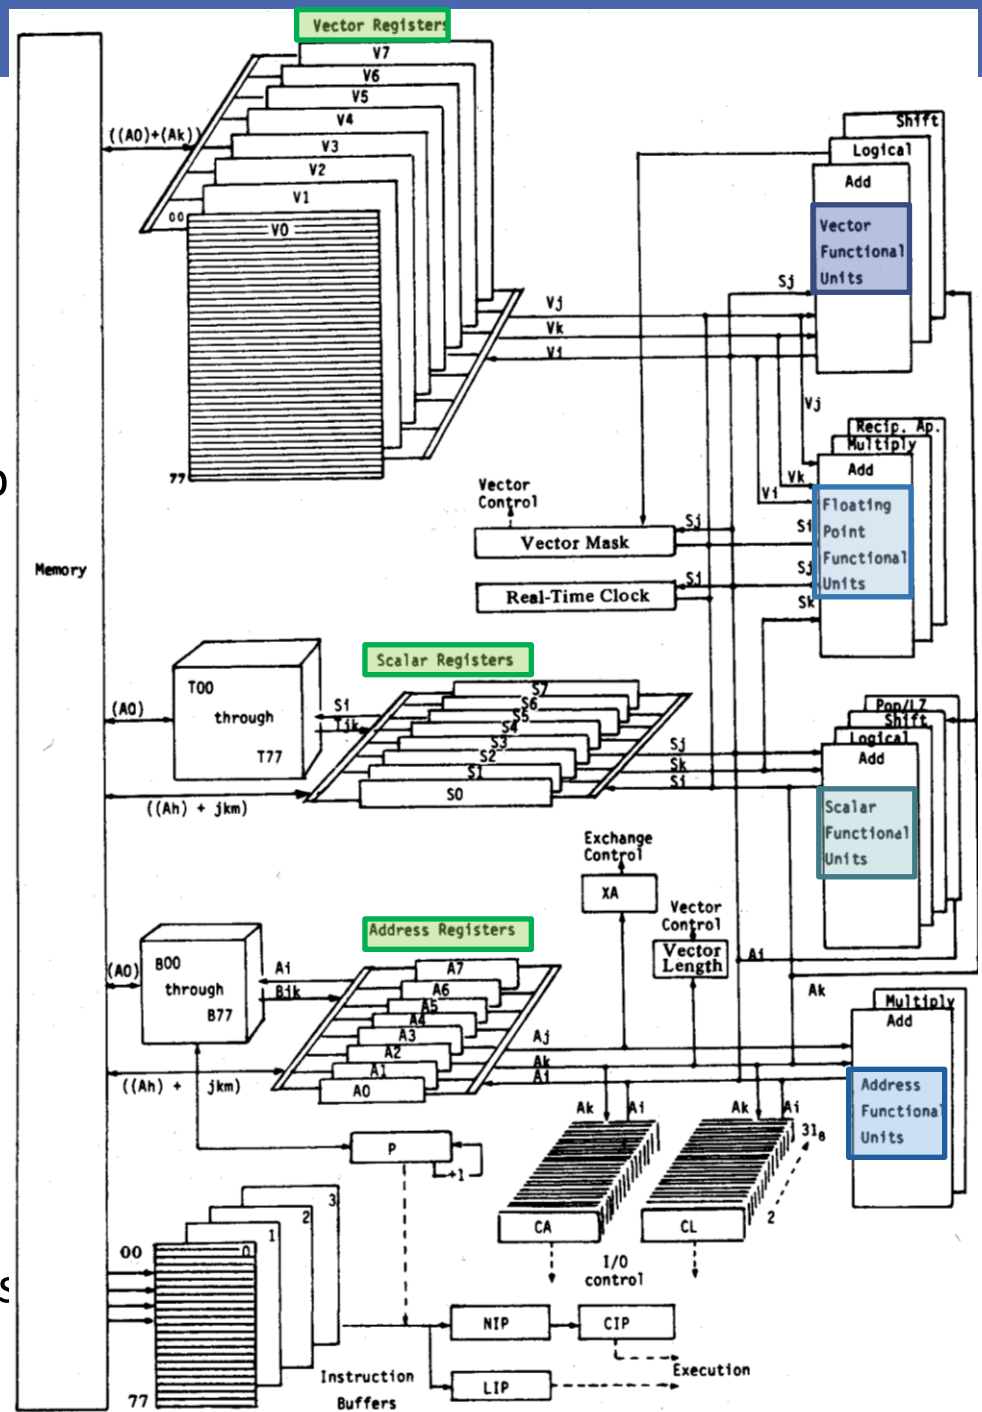 Vector Registers
V7
V6
V5
V4
V3
V2
V1
00
V0
77
((A0)+(Ak))
Shift
Logical
Add
Vector
Functional
Units
Sj
Vj
Vk
Vi
Vj
Recip. Ap.
Multiply
Add
Vk
Vi
Floating
Point
Functional
Units
Si
Sj
Sk
Vector
Control
Vector Mask
Sj
Real-Time Clock
Sj
Memory
Scalar Registers
T00
through
T77
(A0)
Si
Tjk
S7
S6
S5
S4
S3
S2
S1
S0
((Ah) + jkm)
Sj
Sk
Si
Pop/LZ
Shift
Logical
Add
Scalar
Functional
Units
Exchange
Control
XA
Vector
Control
Vector
Length
Ai
Ak
Address Registers
B00
through
B77
(A0)
Ai
Bjk
A7
A6
A5
A4
A3
A2
A1
A0
((Ah) + jkm)
Aj
Ak
Ai
Multiply
Add
Address
Functional
Units
Ak
Ai
Ak
Ai
31₈
2
CA
CL
I/O
control
P
+1
3
2
1
0
00
77
Instruction
Buffers
NIP
CIP
LIP
Execution